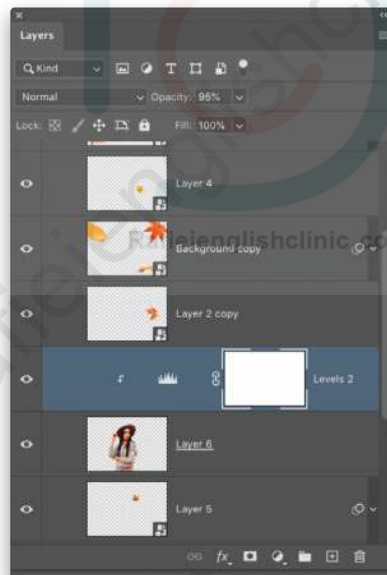 Layers
Kind
Normal Opacity: 95%
Lock: Fill: 100%
Layer 4
Background copy
Layer 2 copy
Levels 2
Layer 6
Layer 5
fx